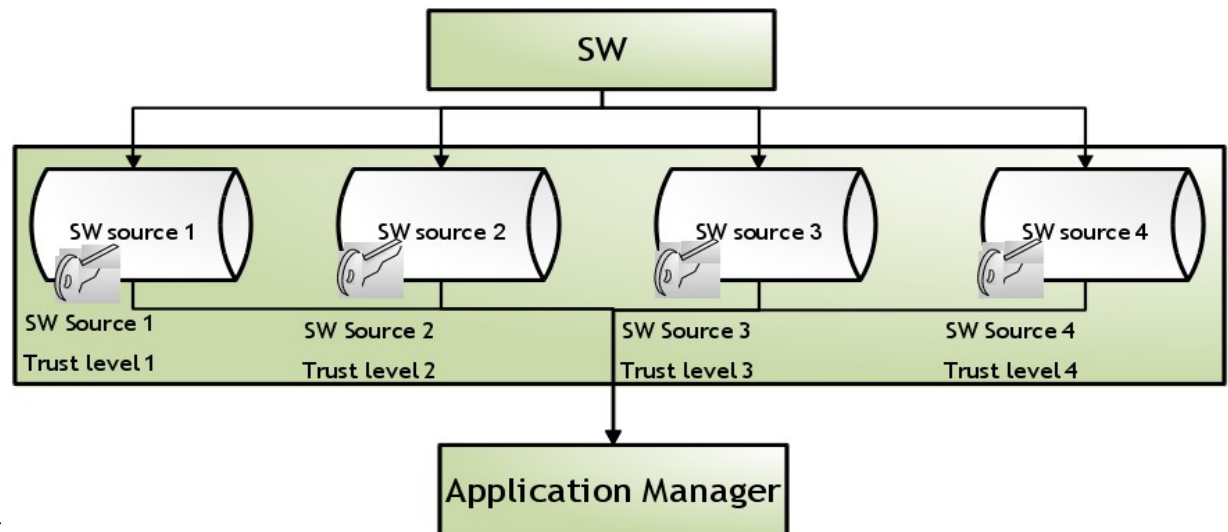 SW
SW source 1
SW source 2
SW source 3
SW source 4
SW Source 1
Trust level 1
SW Source 2
Trust level 2
SW Source 3
Trust level 3
SW Source 4
Trust level 4
Application Manager